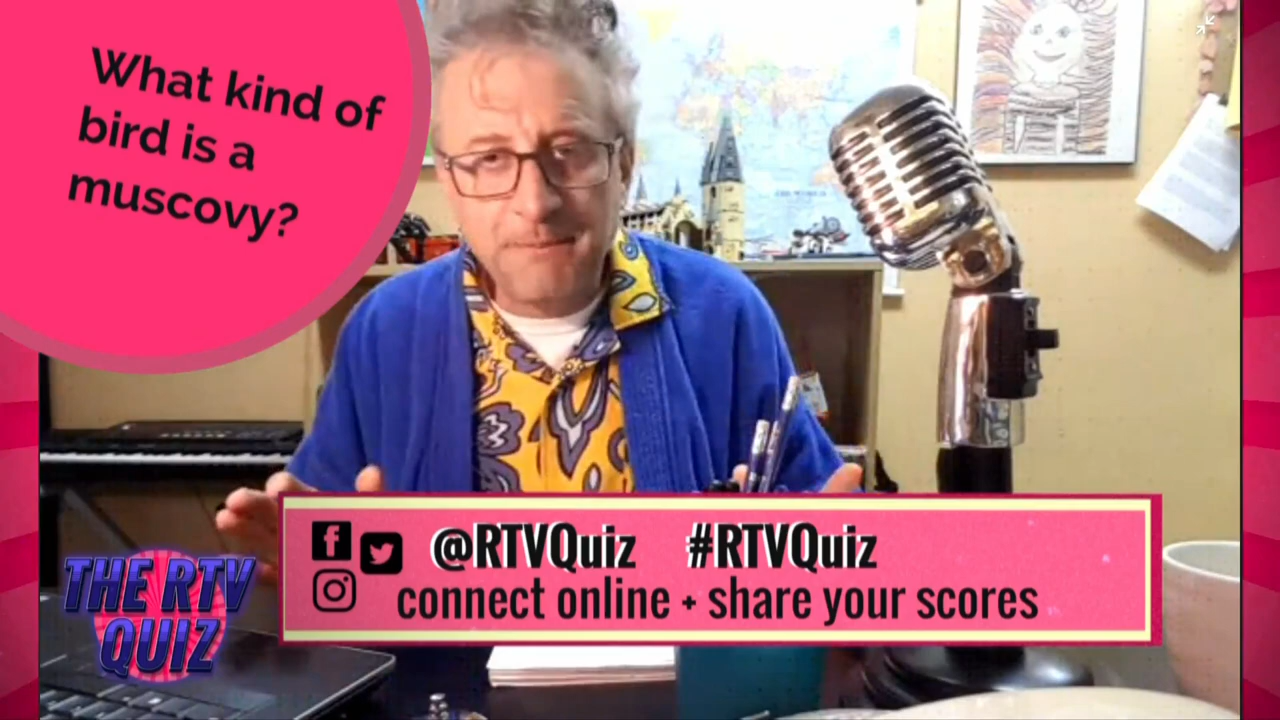 What kind of
bird is a
muscovy?
@RTVQuiz #RTVQuiz
connect online + share your scores
THE RTV
QUIZ